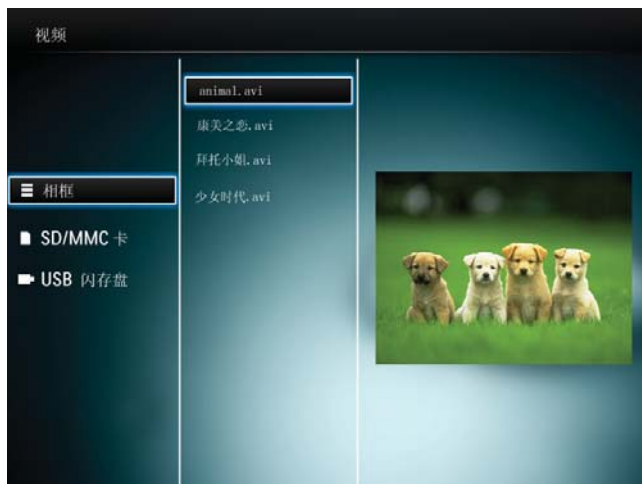 视频
相框
SD/MMC 卡
USB 闪存盘
animal.avi
康美之恋.avi
拜托小姐.avi
少女时代.avi